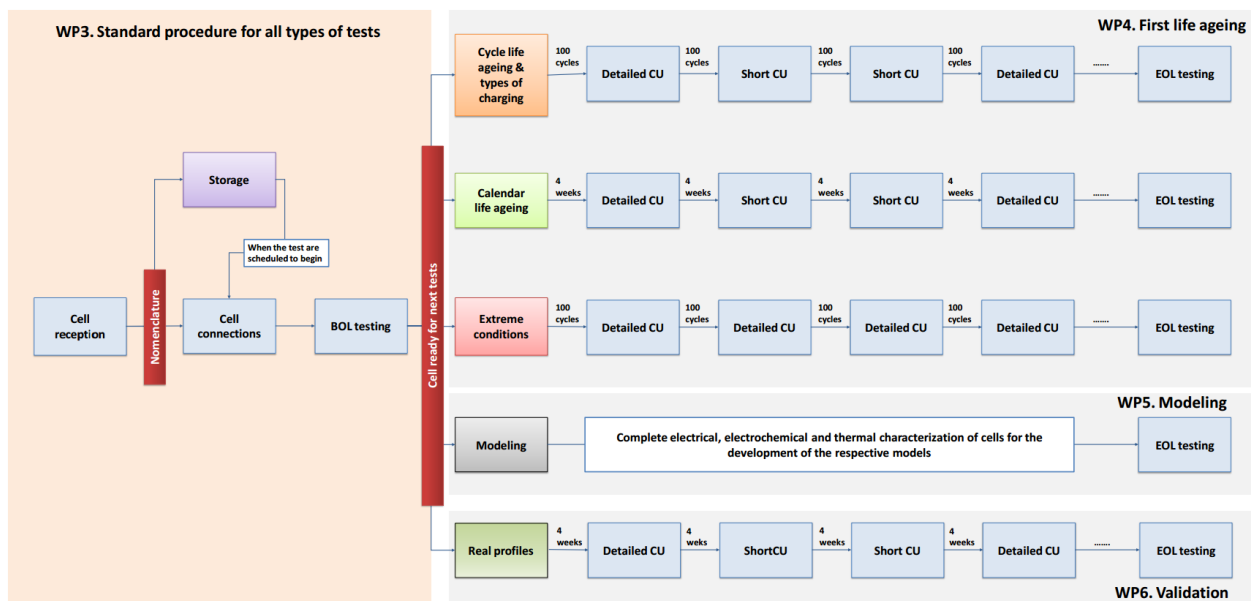 WP3. Standard procedure for all types of tests
Storage
When the test are
scheduled to begin
Cell
reception
Nomenclature
Cell
connections
BOL testing
Cell ready for next tests
WP4. First life ageing
Cycle life
ageing &
types of
charging
100
cycles
Detailed CU
100
cycles
Short CU
100
cycles
Short CU
100
cycles
Detailed CU
.......
EOL testing
Calendar
life ageing
4
weeks
Detailed CU
4
weeks
Short CU
4
weeks
Short CU
4
weeks
Detailed CU
.......
EOL testing
Extreme
conditions
100
cycles
Detailed CU
100
cycles
Detailed CU
100
cycles
Detailed CU
100
cycles
Detailed CU
.......
EOL testing
WP5. Modeling
Modeling
Complete electrical, electrochemical and thermal characterization of cells for the
development of the respective models
EOL testing
Real profiles
4
weeks
Detailed CU
4
weks
ShortCU
4
weeks
Short CU
4
weeks
Detailed CU
.......
EOL testing
WP6. Validation